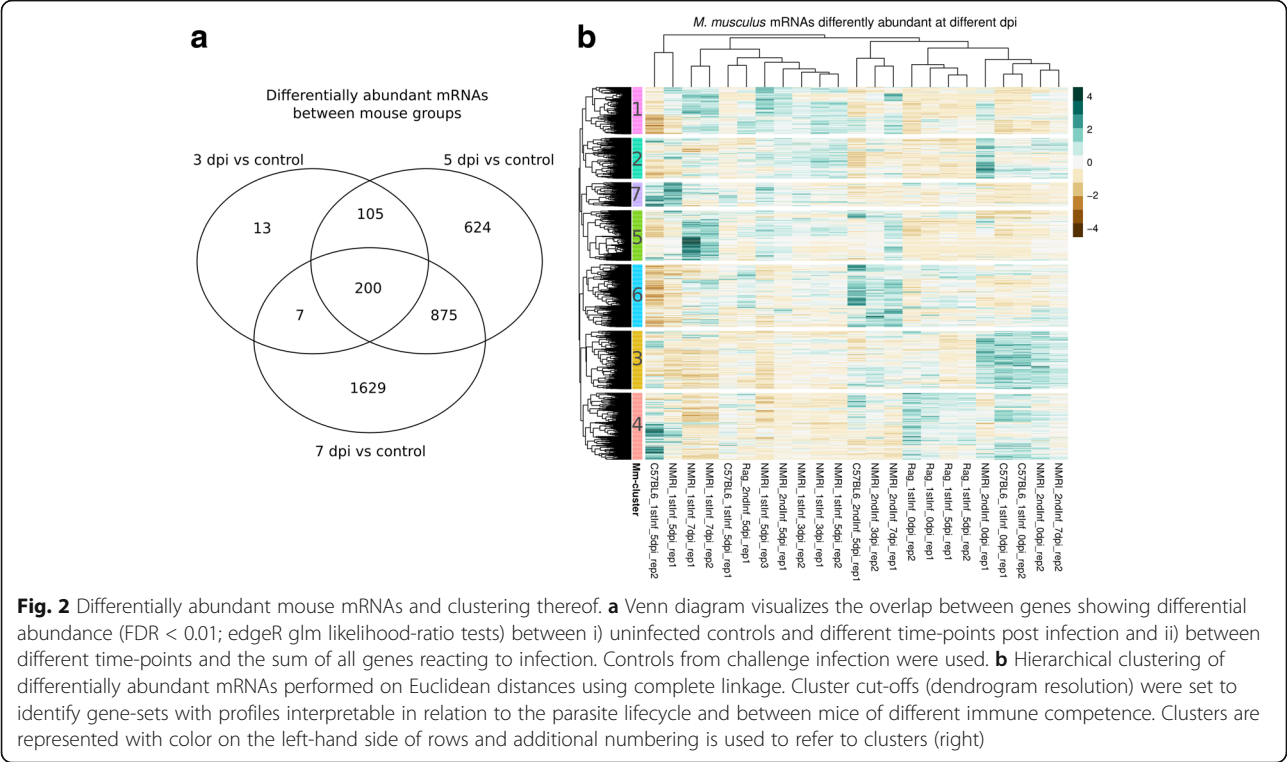 a
Differentially abundant mRNAs
between mouse groups
3 dpi vs control
5 dpi vs control
13
105
624
200
7
875
1629
7 dpi vs control
b
M. musculus mRNAs differently abundant at different dpi
1
2
7
5
6
3
4
4
2
0
−2
−4
Mm-cluster
C57BL6_1stInf_5dpi_rep2
NMRI_1stInf_5dpi_rep1
NMRI_1stInf_7dpi_rep1
NMRI_1stInf_7dpi_rep2
C57BL6_1stInf_5dpi_rep1
Rag_2ndInf_5dpi_rep1
NMRI_1stInf_5dpi_rep3
NMRI_2ndInf_5dpi_rep1
NMRI_1stInf_3dpi_rep2
NMRI_1stInf_3dpi_rep1
NMRI_1stInf_5dpi_rep2
C57BL6_2ndInf_5dpi_rep1
NMRI_2ndInf_3dpi_rep2
NMRI_2ndInf_7dpi_rep1
Rag_1stInf_0dpi_rep2
Rag_1stInf_0dpi_rep1
Rag_1stInf_5dpi_rep1
Rag_1stInf_5dpi_rep2
NMRI_2ndInf_0dpi_rep1
C57BL6_1stInf_0dpi_rep1
C57BL6_1stInf_0dpi_rep2
NMRI_2ndInf_0dpi_rep2
NMRI_2ndInf_7dpi_rep2
Fig. 2 Differentially abundant mouse mRNAs and clustering thereof. a Venn diagram visualizes the overlap between genes showing differential
abundance (FDR < 0.01; edgeR glm likelihood-ratio tests) between i) uninfected controls and different time-points post infection and ii) between
different time-points and the sum of all genes reacting to infection. Controls from challenge infection were used. b Hierarchical clustering of
differentially abundant mRNAs performed on Euclidean distances using complete linkage. Cluster cut-offs (dendrogram resolution) were set to
identify gene-sets with profiles interpretable in relation to the parasite lifecycle and between mice of different immune competence. Clusters are
represented with color on the left-hand side of rows and additional numbering is used to refer to clusters (right)